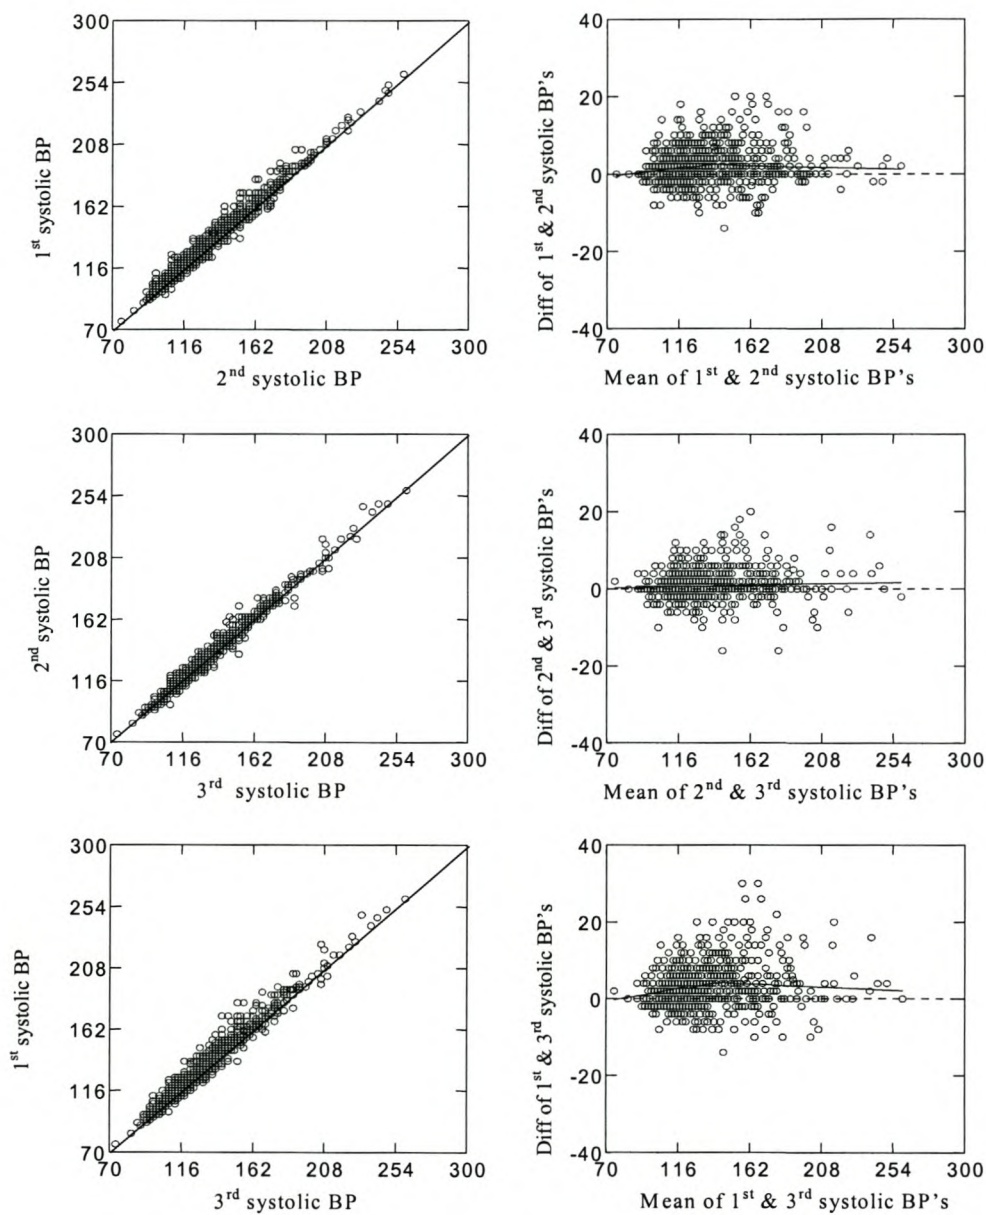 300
254
208
162
116
70
1st systolic BP
70 116 162 208 254 300
2nd systolic BP
40
20
0
-20
-40
Diff of 1st & 2nd systolic BP's
70 116 162 208 254 300
Mean of 1st & 2nd systolic BP's
300
254
208
162
116
70
2nd systolic BP
70 116 162 208 254 300
3rd systolic BP
40
20
0
-20
-40
Diff of 2nd & 3rd systolic BP's
70 116 162 208 254 300
Mean of 2nd & 3rd systolic BP's
300
254
208
162
116
70
1st systolic BP
70 116 162 208 254 300
3rd systolic BP
40
20
0
-20
-40
Diff of 1st & 3rd systolic BP's
70 116 162 208 254 300
Mean of 1st & 3rd systolic BP's